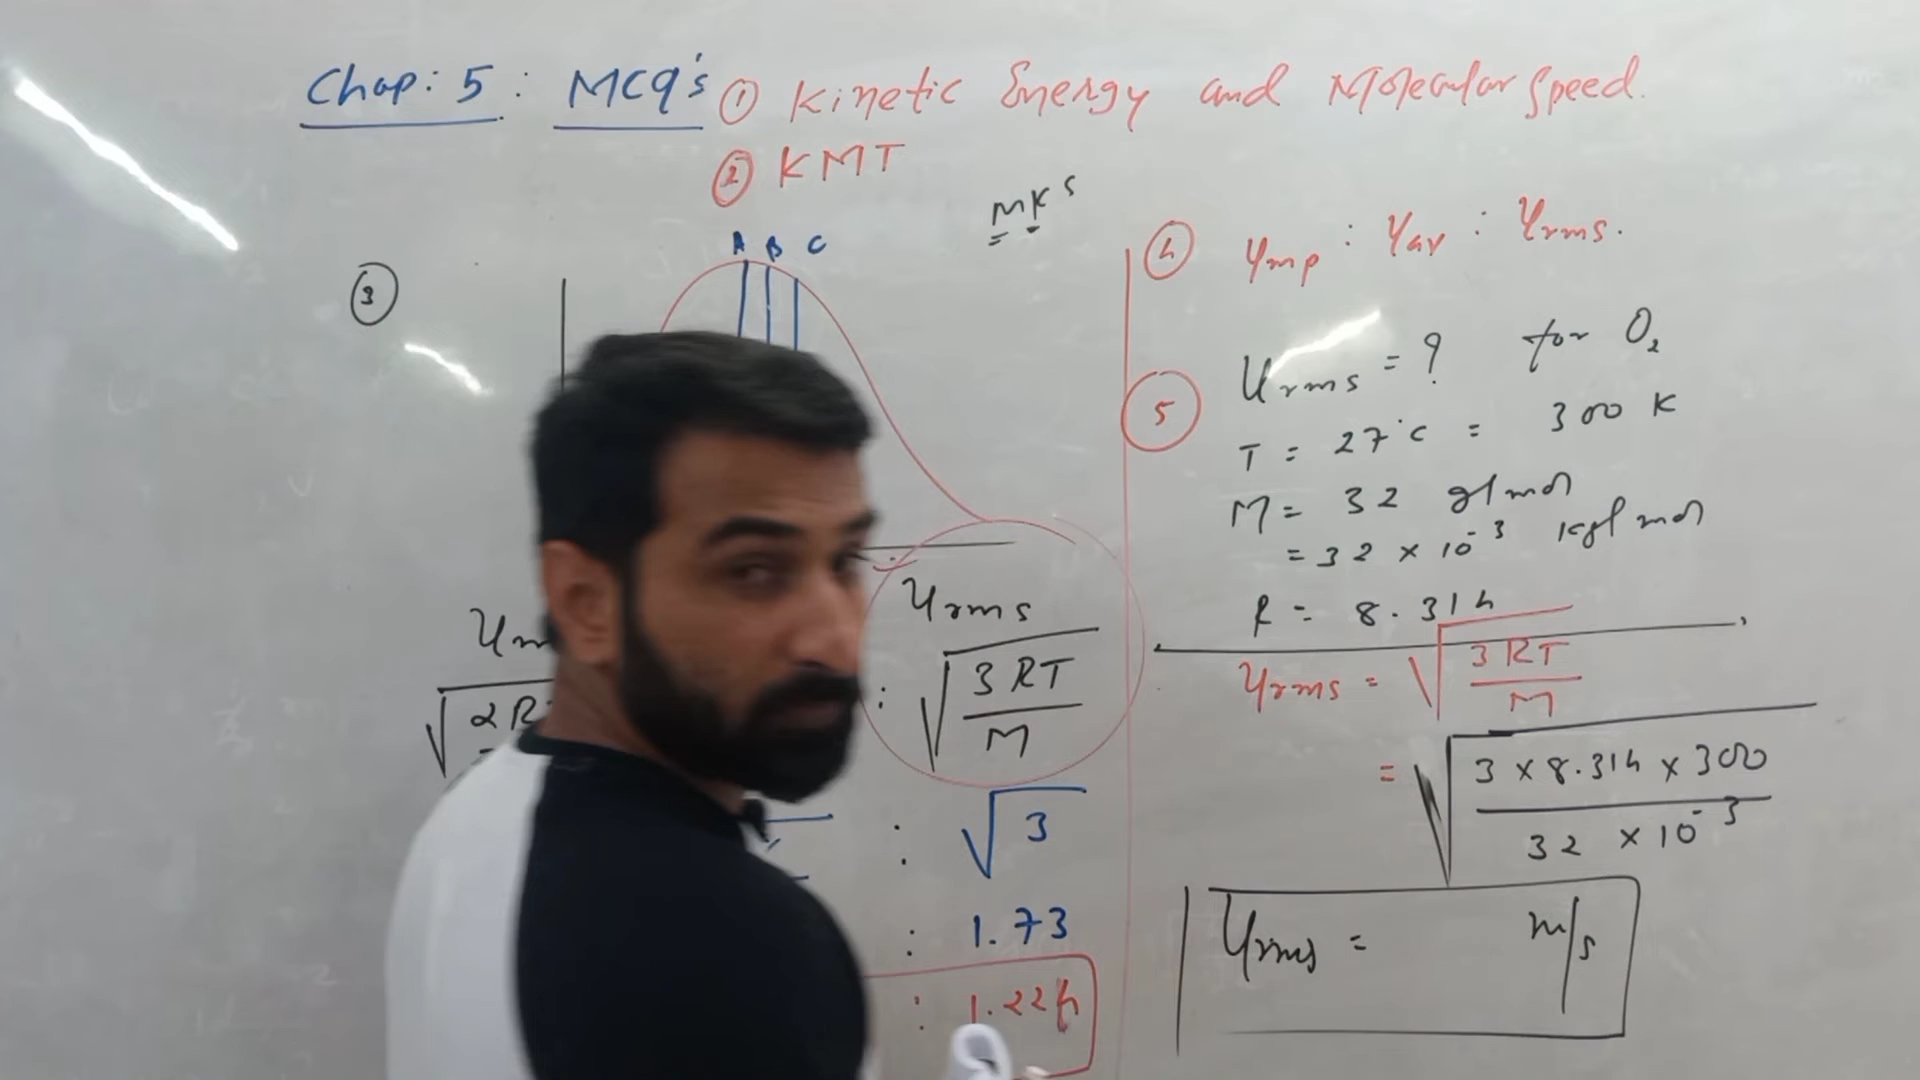 Chap: 5 : MCQ's ① Kinetic Energy and Molecular Speed.
② KMT
MKS
A B C
③
Urms
: √3RT/M
: √3
: 1.73
: 1.224
④ Ump : Uav : Urms.
⑤ Urms = ? for O₂
T = 27°C = 300 K
M = 32 g/mol
= 32 × 10⁻³ kg/mol
R = 8.314
Urms = √3RT/M
= √3 × 8.314 × 300/32 × 10⁻³
Urms = m/s